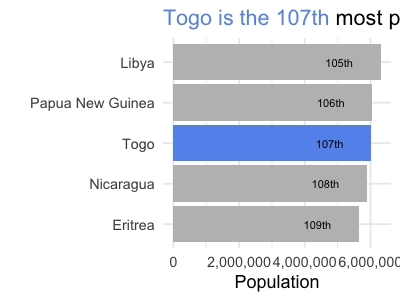 Togo is the 107th most p
Libya 105th
Papua New Guinea 106th
Togo 107th
Nicaragua 108th
Eritrea 109th
0 2,000,000 4,000,000 6,000,000
Population